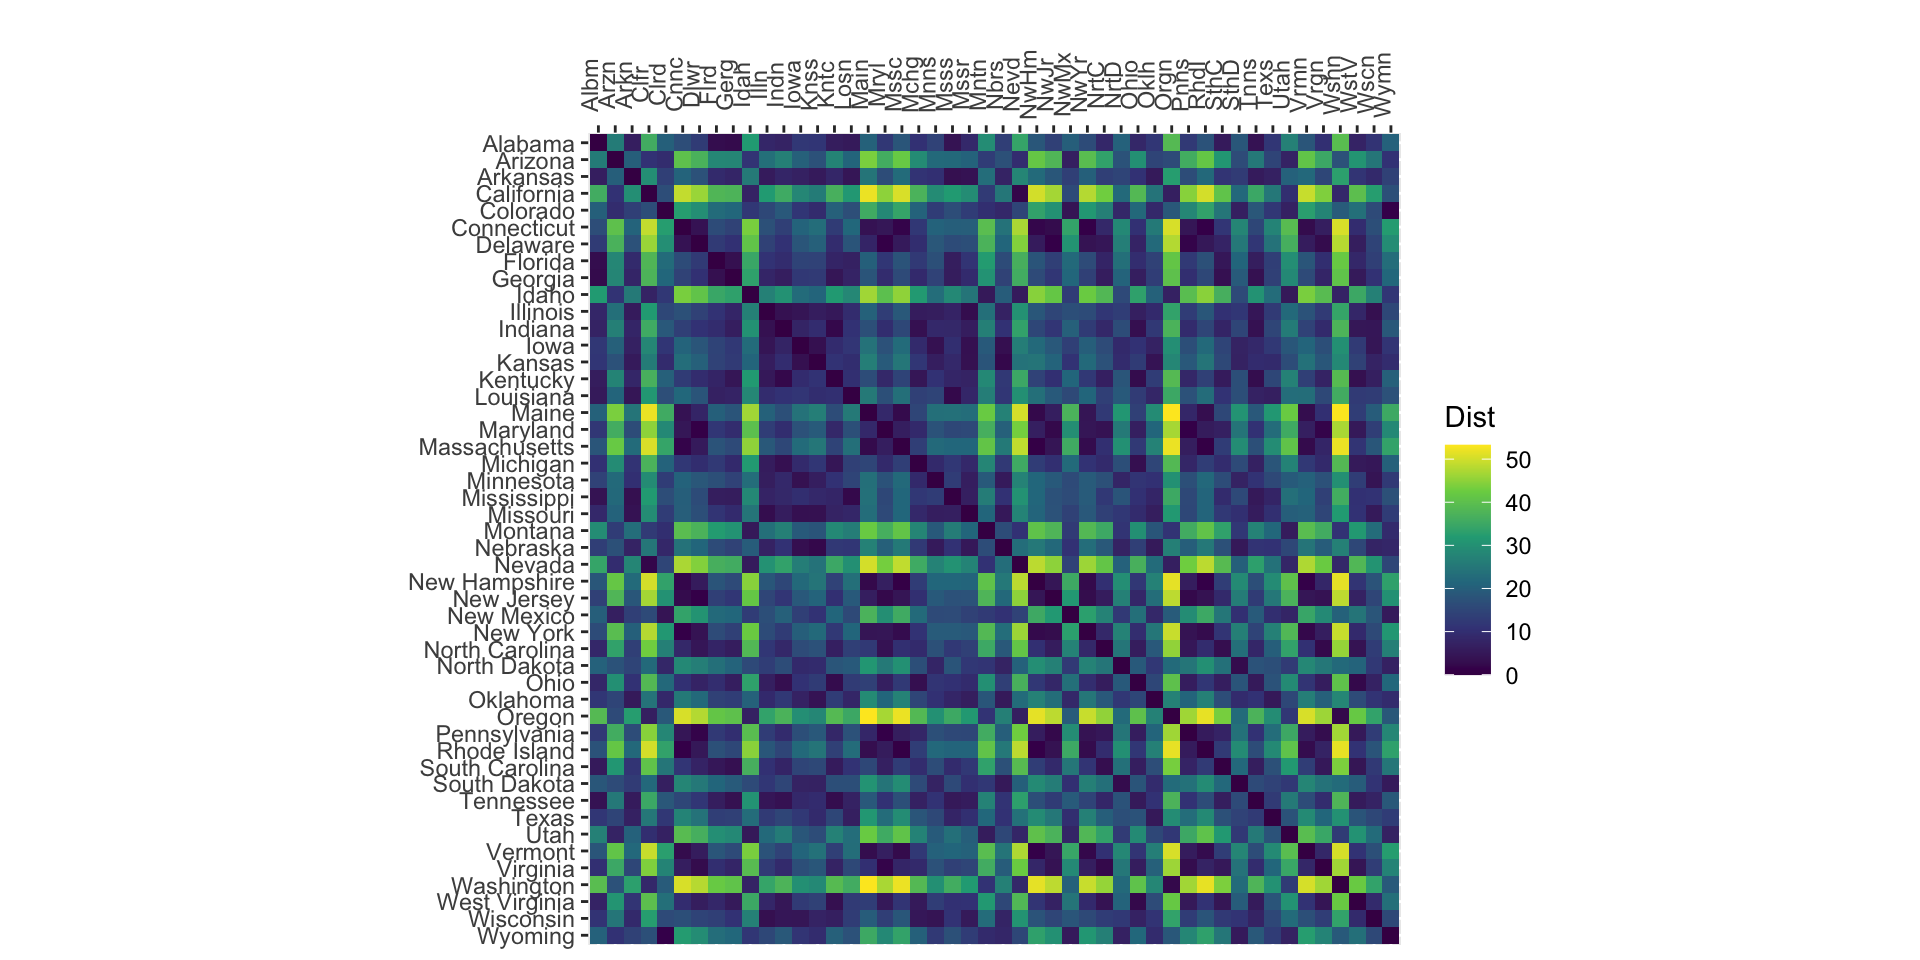 Albm
Arzn
Arkn
Clfr
Clrd
Cnnc
Dlwr
Flrd
Gerg
Idah
Illn
Indn
Iowa
Knss
Kntc
Losn
Main
Mryl
Mssc
Mchg
Mnns
Msss
Mssr
Mntn
Nbrs
Nevd
NwHm
NwJr
NwMx
NwYr
NrtC
NrtD
Ohio
Oklh
Orgn
Pnns
RhdI
SthC
SthD
Tnns
Texs
Utah
Vrmn
Vrgn
Wshn
WstV
Wscn
Wymn
Alabama
Arizona
Arkansas
California
Colorado
Connecticut
Delaware
Florida
Georgia
Idaho
Illinois
Indiana
Iowa
Kansas
Kentucky
Louisiana
Maine
Maryland
Massachusetts
Michigan
Minnesota
Mississippi
Missouri
Montana
Nebraska
Nevada
New Hampshire
New Jersey
New Mexico
New York
North Carolina
North Dakota
Ohio
Oklahoma
Oregon
Pennsylvania
Rhode Island
South Carolina
South Dakota
Tennessee
Texas
Utah
Vermont
Virginia
Washington
West Virginia
Wisconsin
Wyoming
Dist
50
40
30
20
10
0